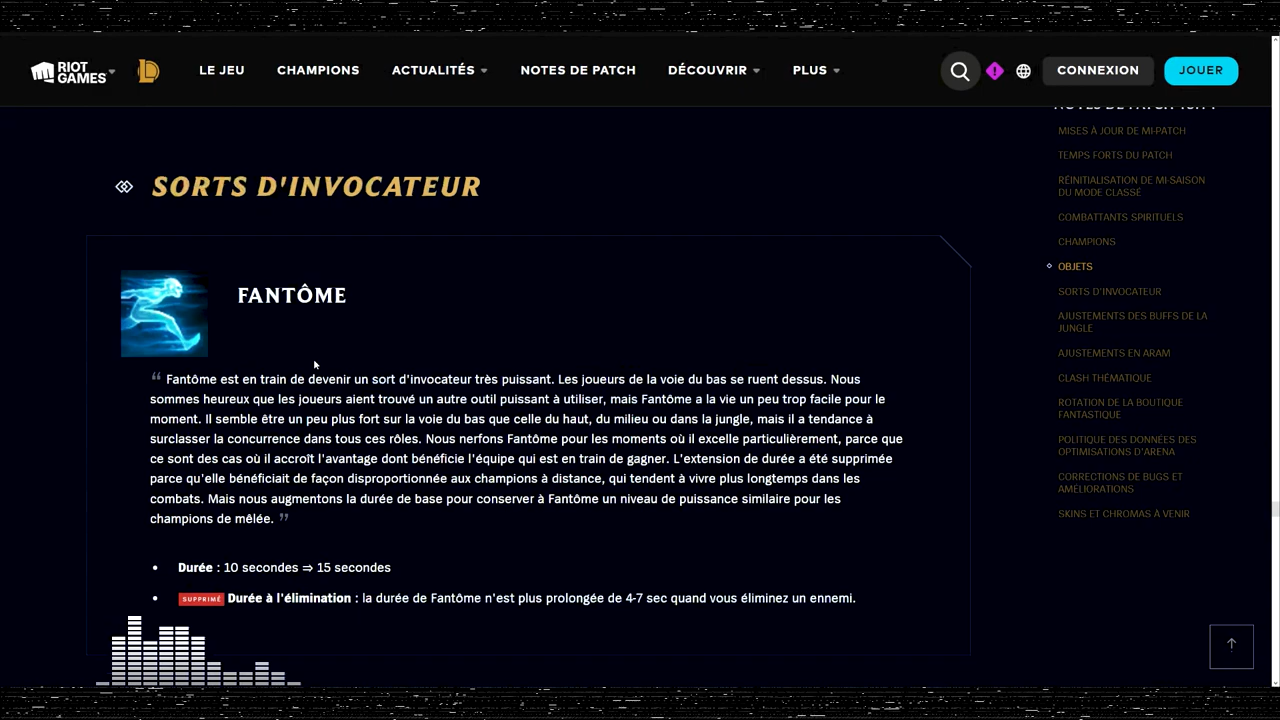 RIOT
GAMES
LE JEU
CHAMPIONS
ACTUALITÉS
NOTES DE PATCH
DÉCOUVRIR
PLUS
CONNEXION
JOUER
SORTS D'INVOCATEUR
FANTÔME
“ Fantôme est en train de devenir un sort d'invocateur très puissant. Les joueurs de la voie du bas se ruent dessus. Nous
sommes heureux que les joueurs aient trouvé un autre outil puissant à utiliser, mais Fantôme a la vie un peu trop facile pour le
moment. Il semble être un peu plus fort sur la voie du bas que celle du haut, du milieu ou dans la jungle, mais il a tendance à
surclasser la concurrence dans tous ces rôles. Nous nerfons Fantôme pour les moments où il excelle particulièrement, parce que
ce sont des cas où il accroît l'avantage dont bénéficie l'équipe qui est en train de gagner. L'extension de durée a été supprimée
parce qu'elle bénéficiait de façon disproportionnée aux champions à distance, qui tendent à vivre plus longtemps dans les
combats. Mais nous augmentons la durée de base pour conserver à Fantôme un niveau de puissance similaire pour les
champions de mêlée. ”
• Durée : 10 secondes ⇒ 15 secondes
• SUPPRIMÉ Durée à l'élimination : la durée de Fantôme n'est plus prolongée de 4-7 sec quand vous éliminez un ennemi.
MISES À JOUR DE MI-PATCH
TEMPS FORTS DU PATCH
RÉINITIALISATION DE MI-SAISON
DU MODE CLASSÉ
COMBATTANTS SPIRITUELS
CHAMPIONS
OBJETS
SORTS D'INVOCATEUR
AJUSTEMENTS DES BUFFS DE LA
JUNGLE
AJUSTEMENTS EN ARAM
CLASH THÉMATIQUE
ROTATION DE LA BOUTIQUE
FANTASTIQUE
POLITIQUE DES DONNÉES DES
OPTIMISATIONS D'ARENA
CORRECTIONS DE BUGS ET
AMÉLIORATIONS
SKINS ET CHROMAS À VENIR